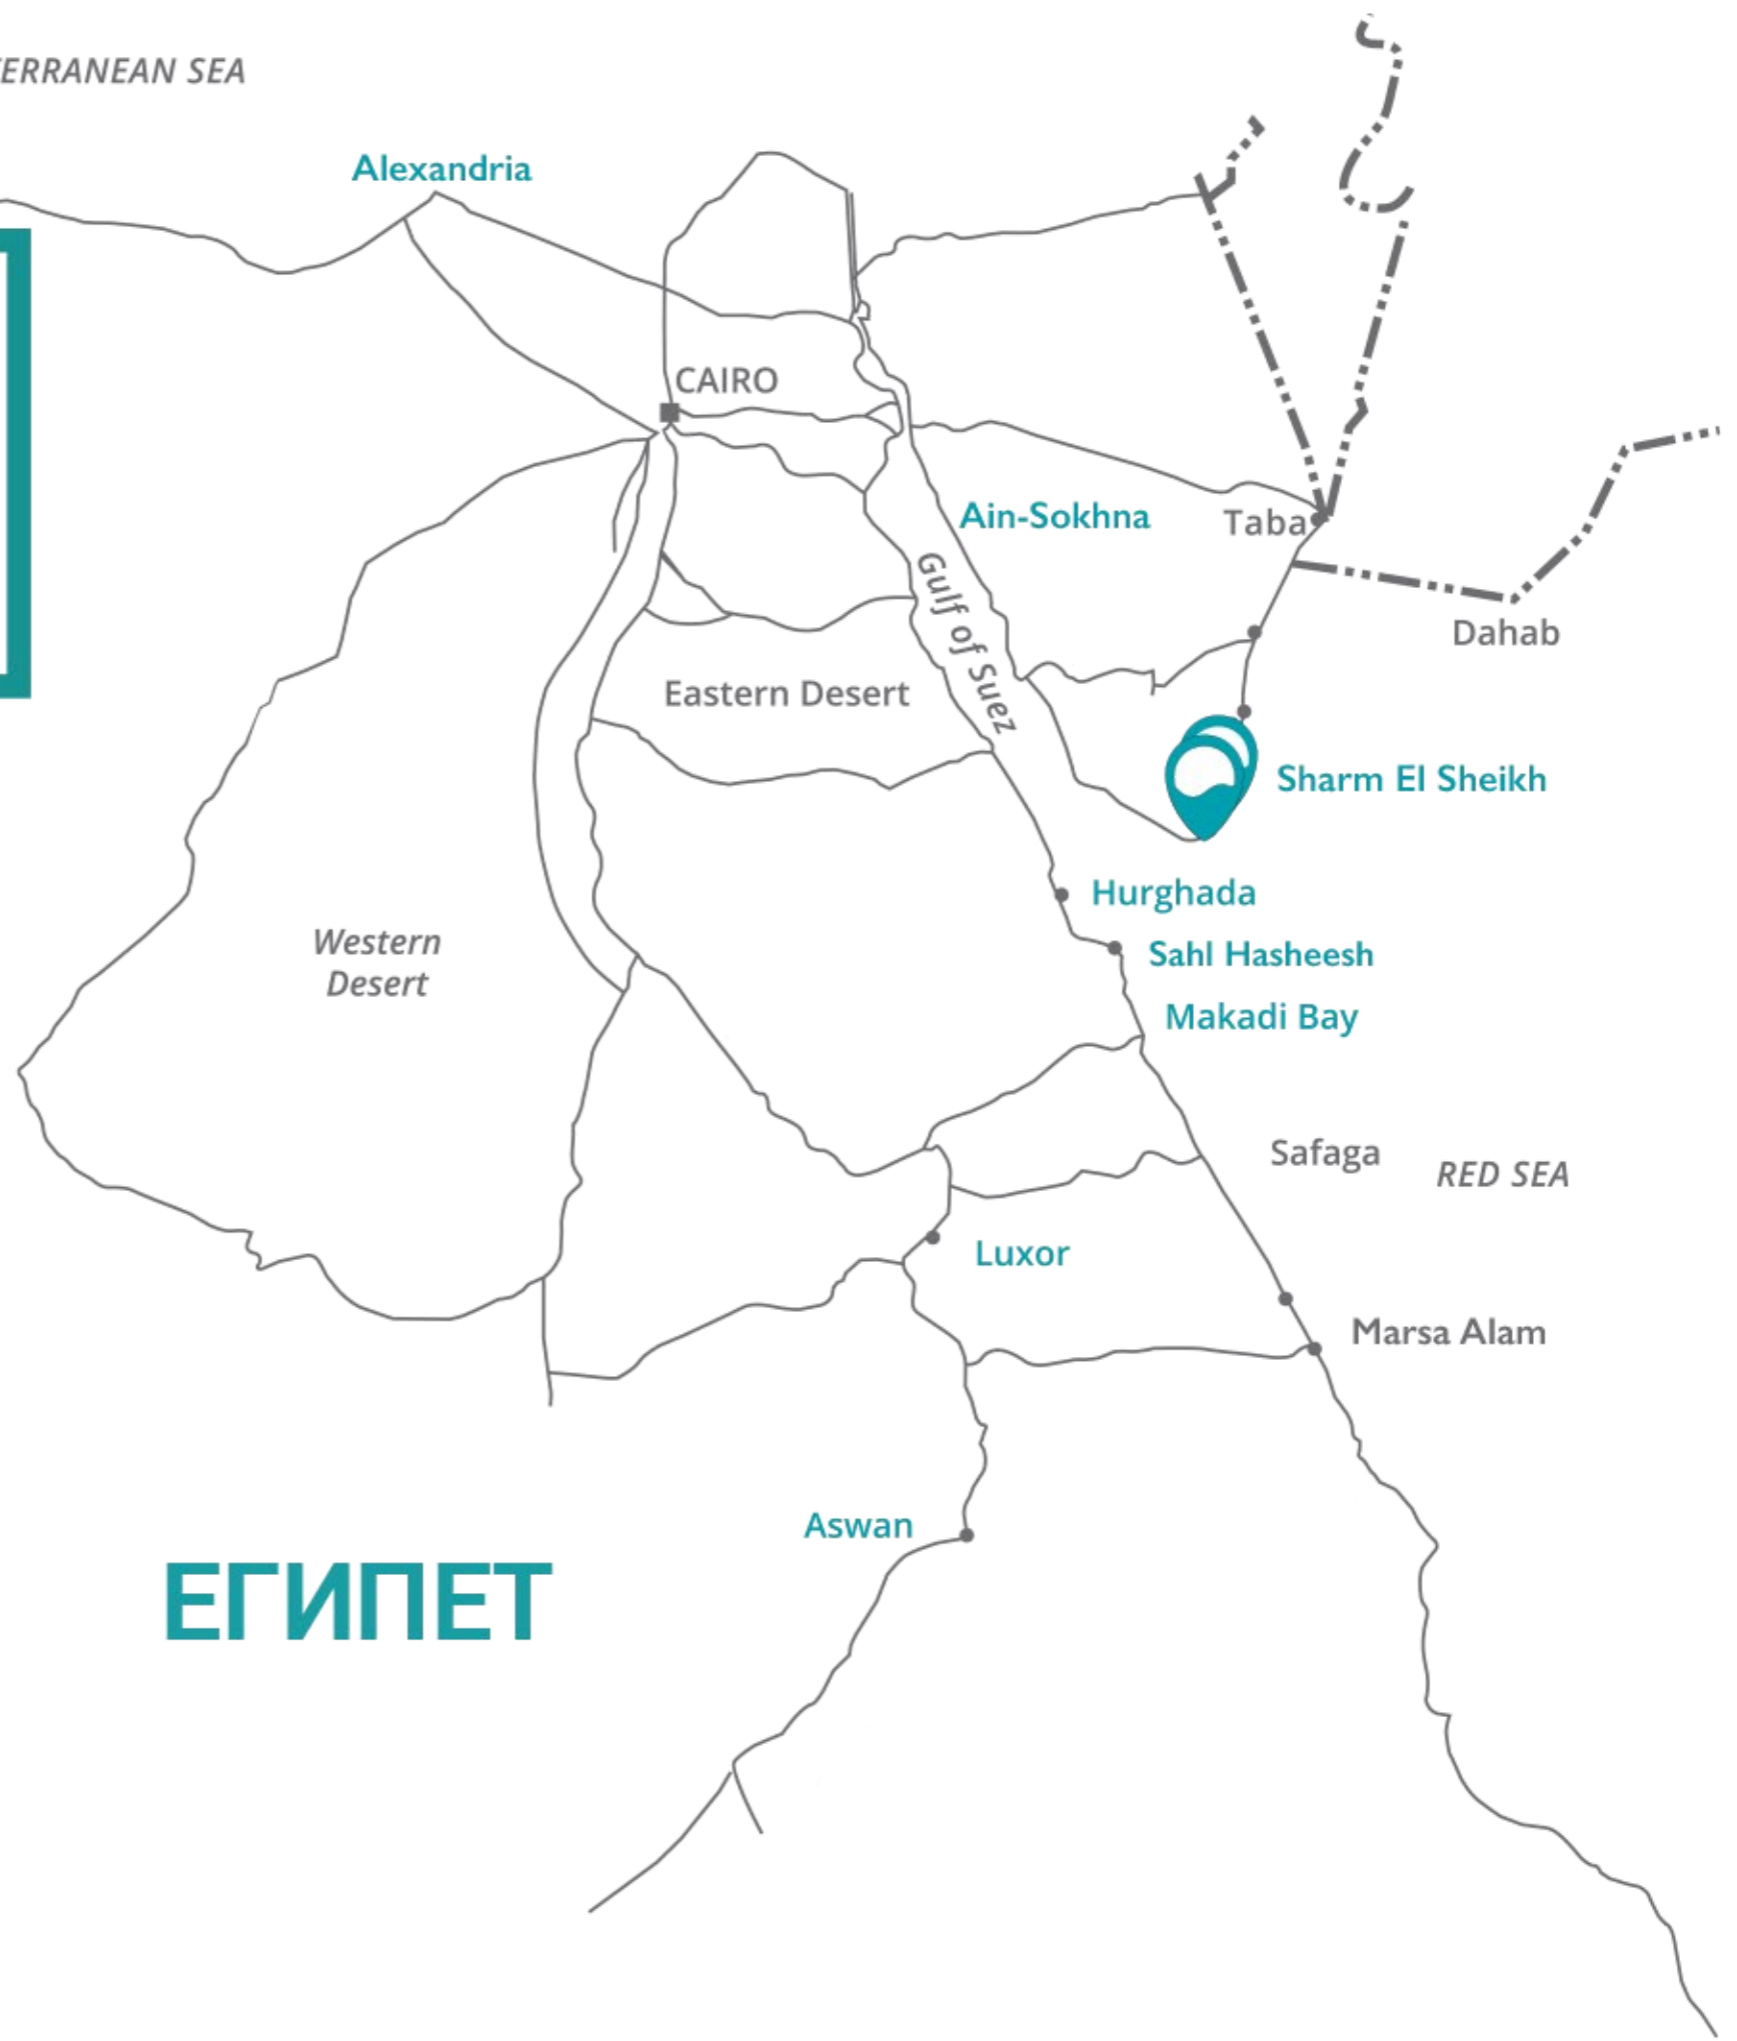 ERRANEAN SEA
Alexandria
CAIRO
Ain-Sokhna
Taba
Gulf of Suez
Dahab
Eastern Desert
Sharm El Sheikh
Hurghada
Western
Desert
Sahl Hasheesh
Makadi Bay
Safaga
RED SEA
Luxor
Marsa Alam
Aswan
ЕГИПЕТ